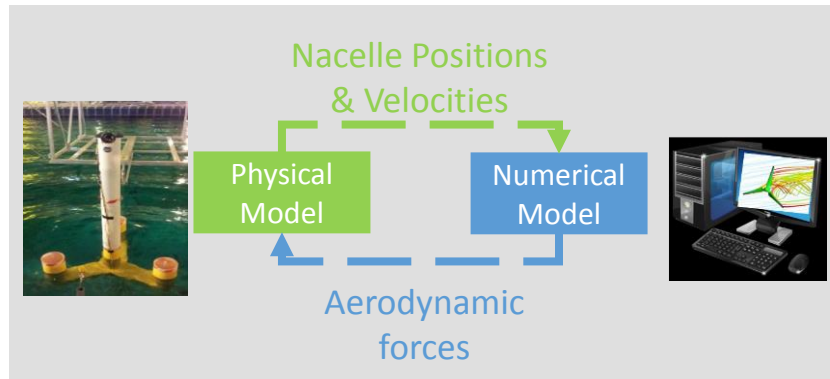 Nacelle Positions
& Velocities
Physical
Model
Numerical
Model
Aerodynamic
forces